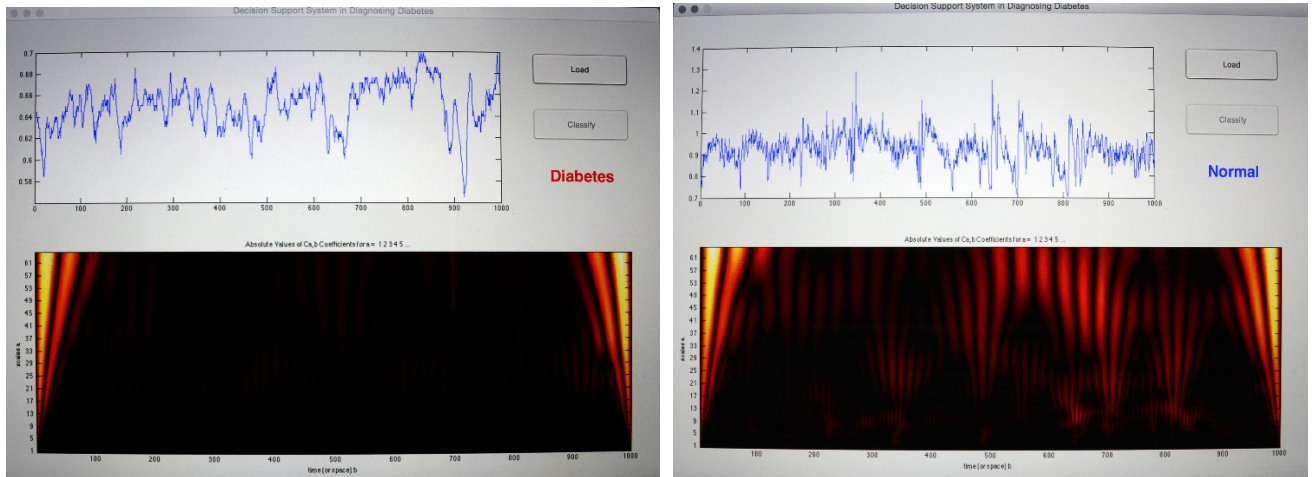 Decision Support System in Diagnosing Diabetes
0.7
0.68
0.66
0.64
0.62
0.6
0.58
0 100 200 300 400 500 600 700 800 900 1000
Load
Classify
Diabetes
Absolute Values of Ca,b Coefficients for a = 1 2 3 4 5 ...
61
57
53
49
45
41
37
33
29
25
21
17
13
9
5
1
scales a
100 200 300 400 500 600 700 800 900 1000
time (or space) b
Decision Support System in Diagnosing Diabetes
1.4
1.3
1.2
1.1
1
0.9
0.8
0.7
0 100 200 300 400 500 600 700 800 900 1000
Load
Classify
Normal
Absolute Values of Ca,b Coefficients for a = 1 2 3 4 5 ...
61
57
53
49
45
41
37
33
29
25
21
17
13
9
5
1
scales a
100 200 300 400 500 600 700 800 900 1000
time (or space) b